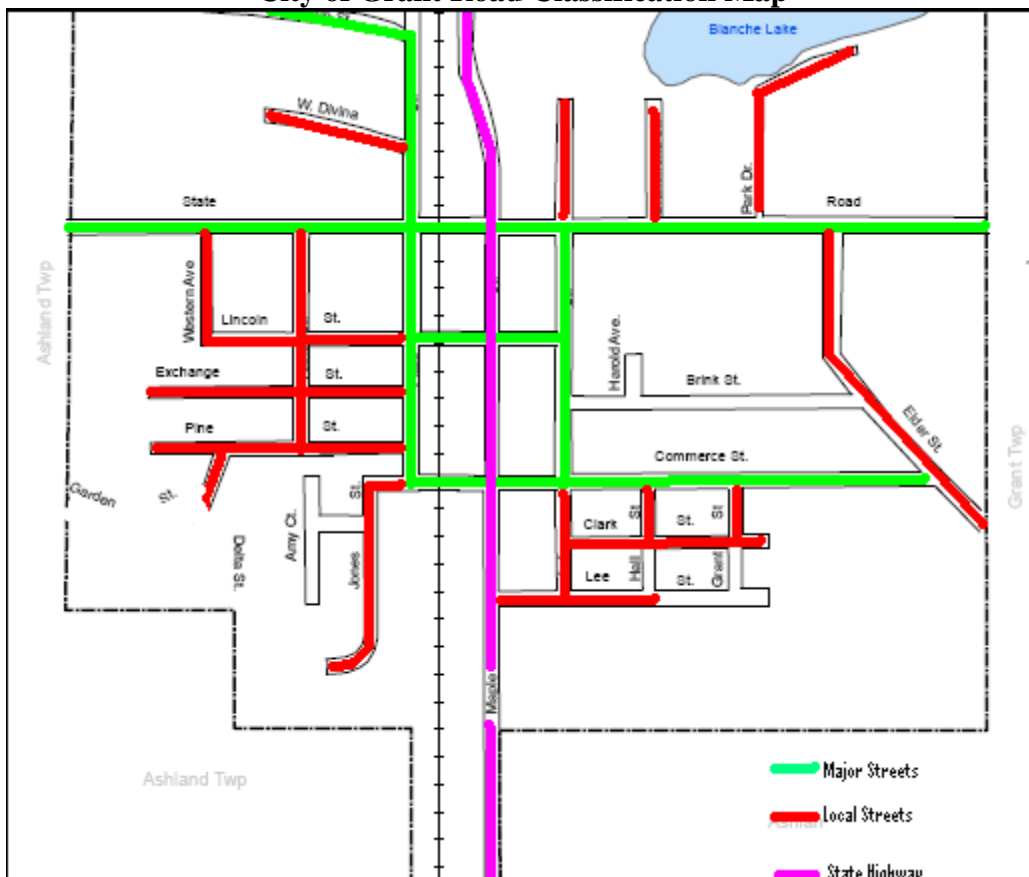 City of Grant Road Classification Map
Blanche Lake
W. Divina
Park Dr.
State
Road
Ashland Twp
Western Ave
Lincoln
St.
Harold Ave.
Exchange
St.
Brink St.
Pine
St.
Elder St.
Grant Twp
Commerce St.
Garden
St.
St.
Clark
St
St.
St
Amy Ct.
Delta St.
Jones
Lee
Hall
St.
Grant
Maple
Ashland Twp
Major Streets
Local Streets
State Highway